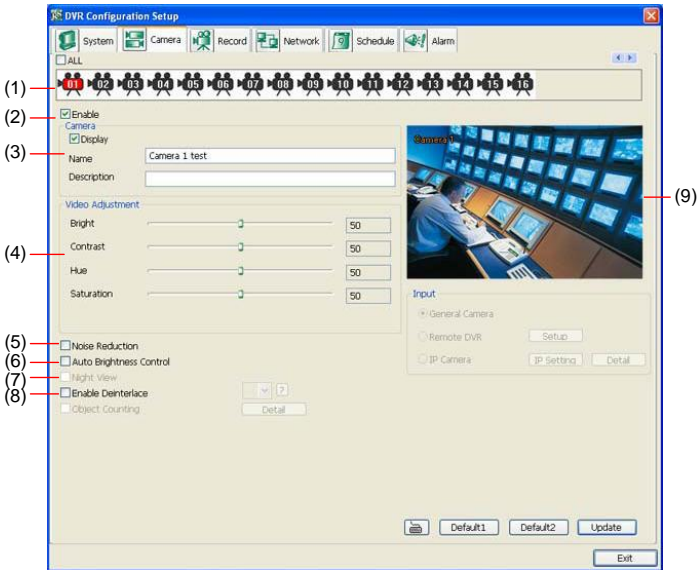 DVR Configuration Setup
System Camera Record Network Schedule Alarm
ALL
(1) 01 02 03 04 05 06 07 08 09 10 11 12 13 14 15 16
(2) Enable
Camera
Display
(3) Name Camera 1 test
Description
Camera 1
(9)
Video Adjustment
Bright 50
(4) Contrast 50
Hue 50
Saturation 50
Input
General Camera
Remote DVR Setup
IP Camera IP Setting Detail
(5) Noise Reduction
(6) Auto Brightness Control
(7) Night View
(8) Enable Deinterlace ?
Object Counting Detail
Default1 Default2 Update
Exit